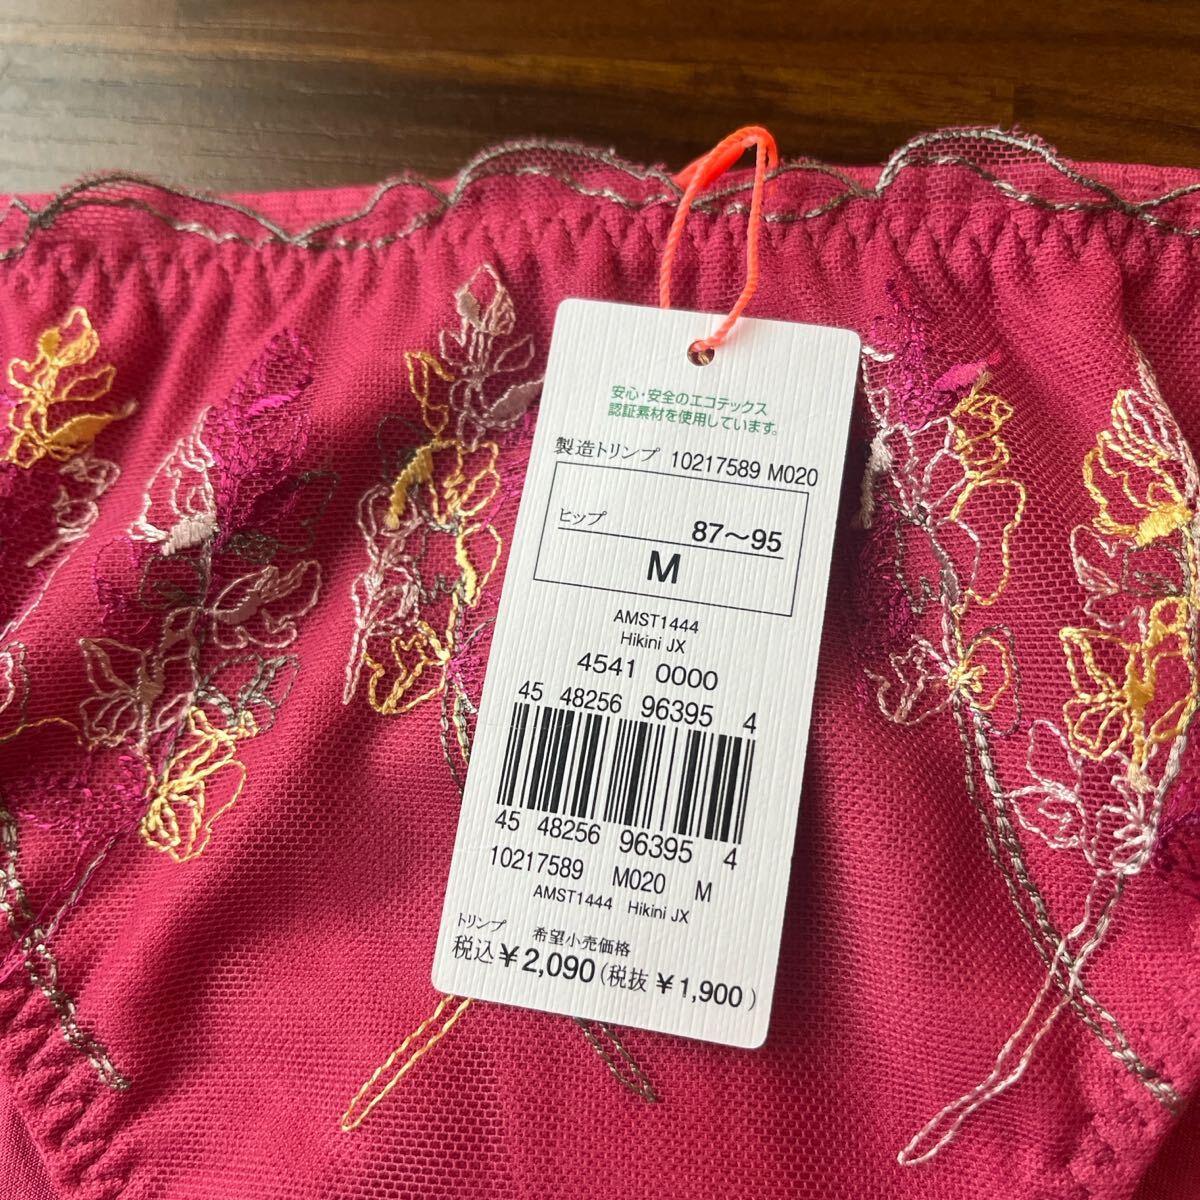 安心・安全のエコテックス
認証素材を使用しています。
製造トリンプ 10217589 M020
ヒップ 87～95
M
AMST1444
Hikini JX
4541 0000
45 48256 96395 4
45 48256 96395 4
10217589 M020 M
AMST1444 Hikini JX
トリンプ 希望小売価格
税込￥2,090(税抜￥1,900)